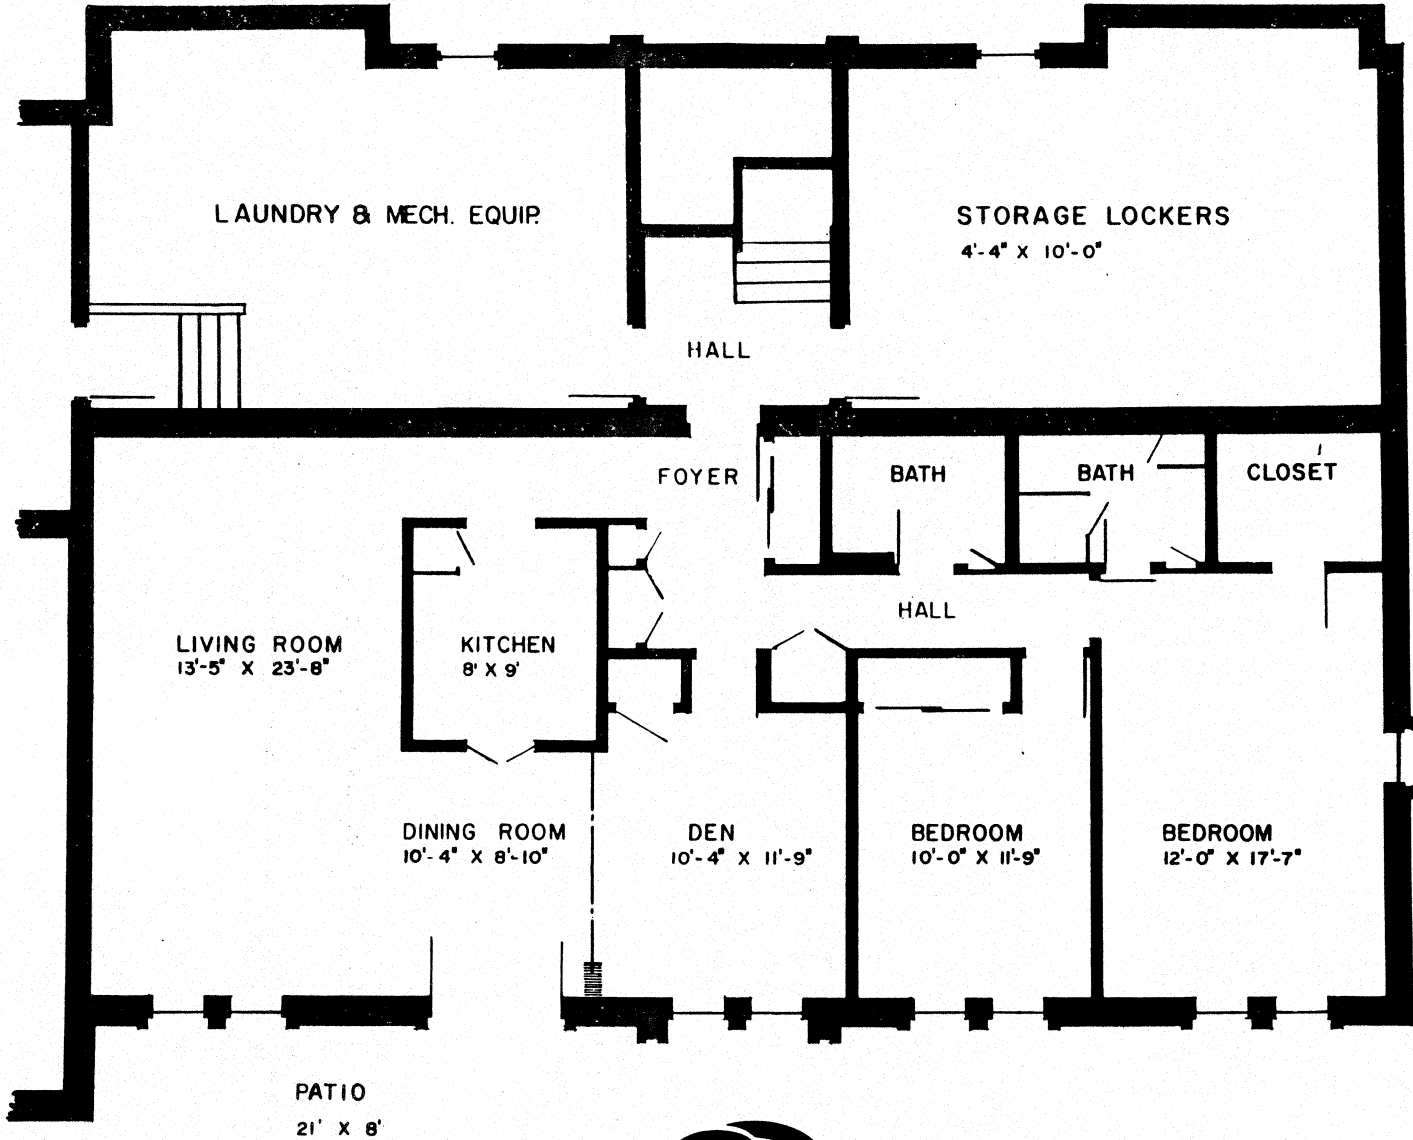 LAUNDRY & MECH. EQUIP.
STORAGE LOCKERS
4'-4" X 10'-0"
HALL
FOYER
BATH
BATH
CLOSET
HALL
LIVING ROOM
13'-5" X 23'-8"
KITCHEN
8' X 9'
DINING ROOM
10'-4" X 8'-10"
DEN
10'-4" X 11'-9"
BEDROOM
10'-0" X 11'-9"
BEDROOM
12'-0" X 17'-7"
PATIO
21' X 8'